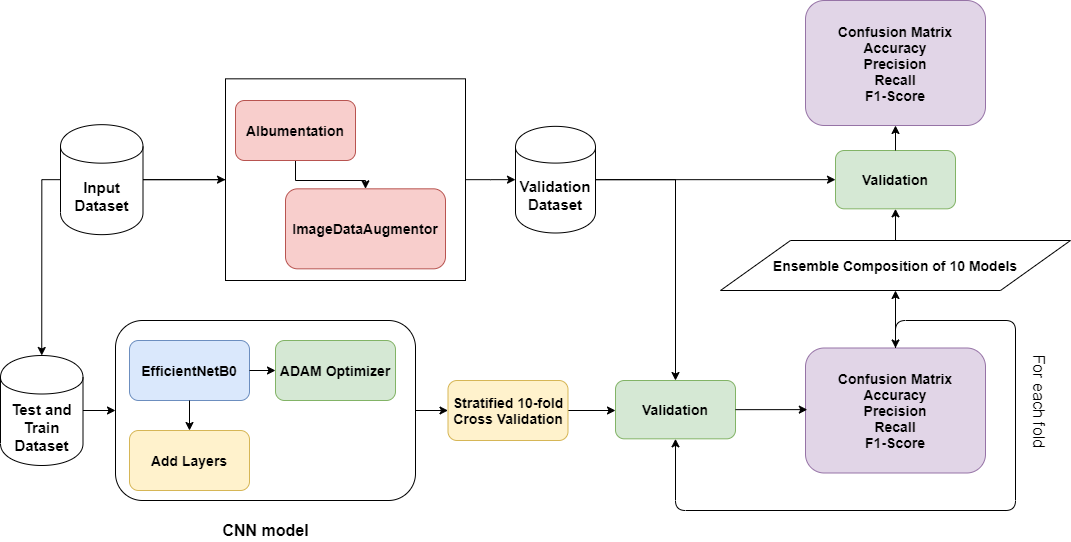 Confusion Matrix
Accuracy
Precision
Recall
F1-Score
Albumentation
Input
Dataset
Validation
Dataset
Validation
ImageDataAugmentor
Ensemble Composition of 10 Models
EfficientNetB0
ADAM Optimizer
Test and
Train
Dataset
Stratified 10-fold
Cross Validation
Validation
Confusion Matrix
Accuracy
Precision
Recall
F1-Score
For each fold
Add Layers
CNN model